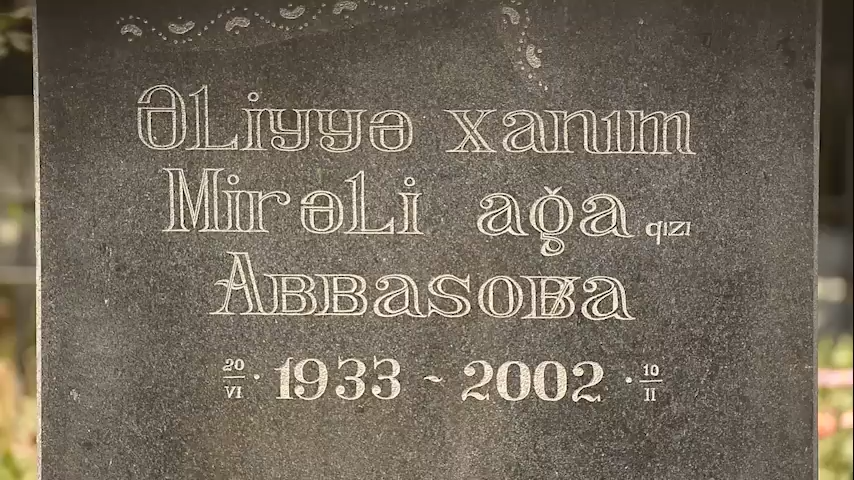 Əliyyə xanım
Mirəli ağa qızı
Abbasova
20 VI · 1933 ~ 2002 · 10 II